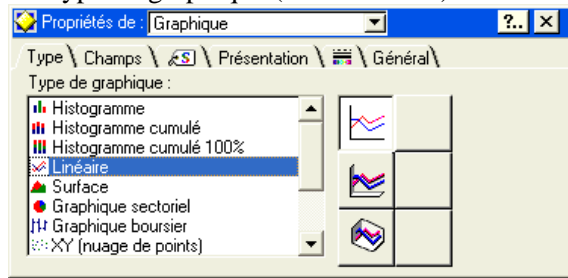 Propriétés de : Graphique ?..
Type Champs S Présentation Général
Type de graphique :
Histogramme
Histogramme cumulé
Histogramme cumulé 100%
Linéaire
Surface
Graphique sectoriel
Graphique boursier
XY (nuage de points)